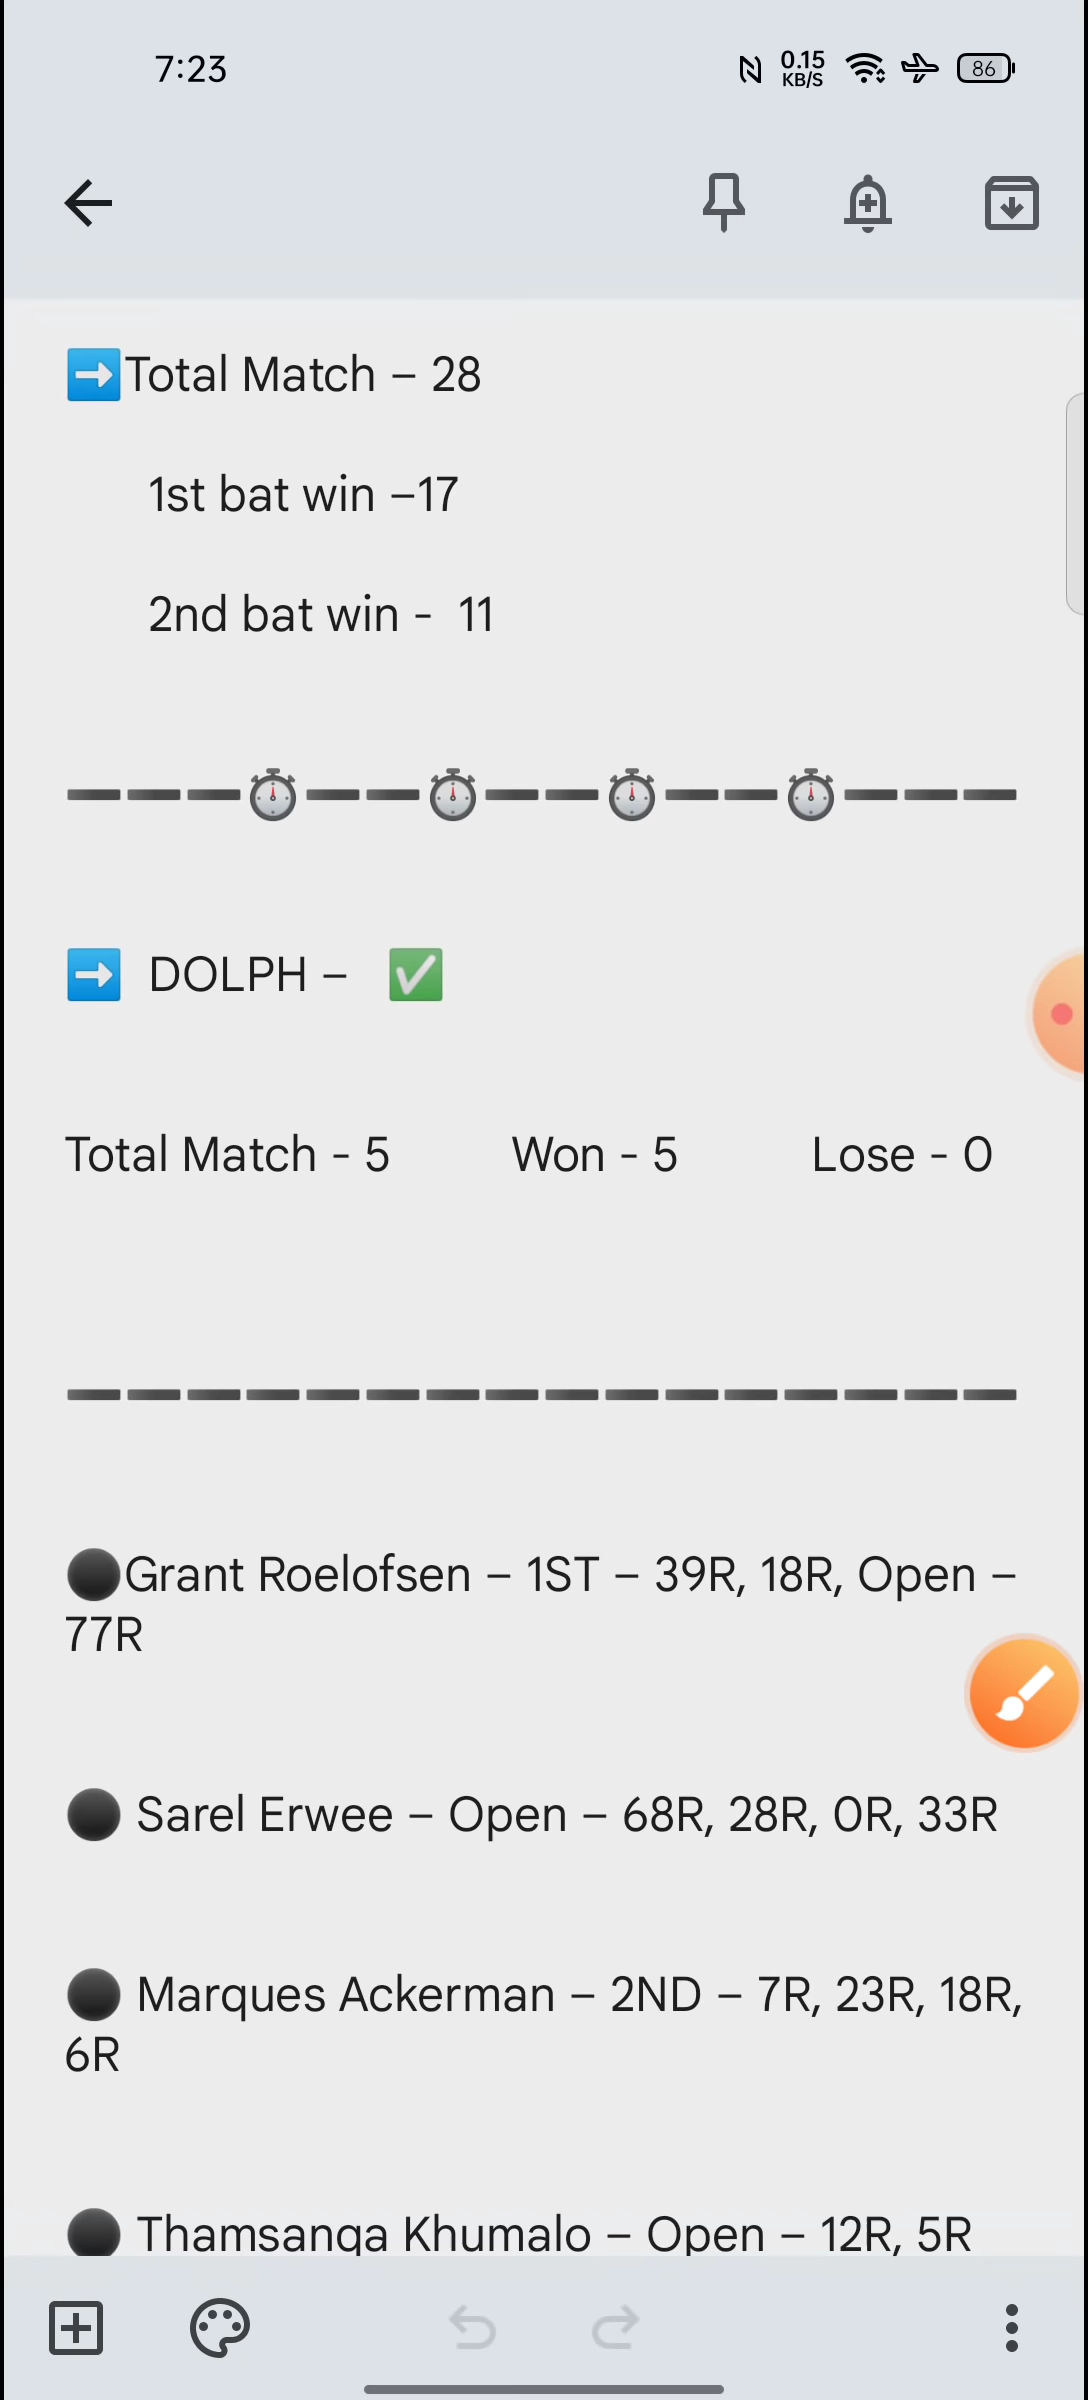 7:23
0.15
KB/S
86
➡️Total Match – 28
1st bat win –17
2nd bat win -  11
➖➖➖⏱️➖➖⏱️➖➖⏱️➖➖⏱️➖➖➖
➡️ DOLPH –  ✅
Total Match - 5    Won - 5    Lose - 0
➖➖➖➖➖➖➖➖➖➖➖➖➖➖➖➖
⚫Grant Roelofsen – 1ST – 39R, 18R, Open –
77R
⚫ Sarel Erwee – Open – 68R, 28R, 0R, 33R
⚫ Marques Ackerman – 2ND – 7R, 23R, 18R,
6R
⚫ Thamsanqa Khumalo – Open – 12R, 5R